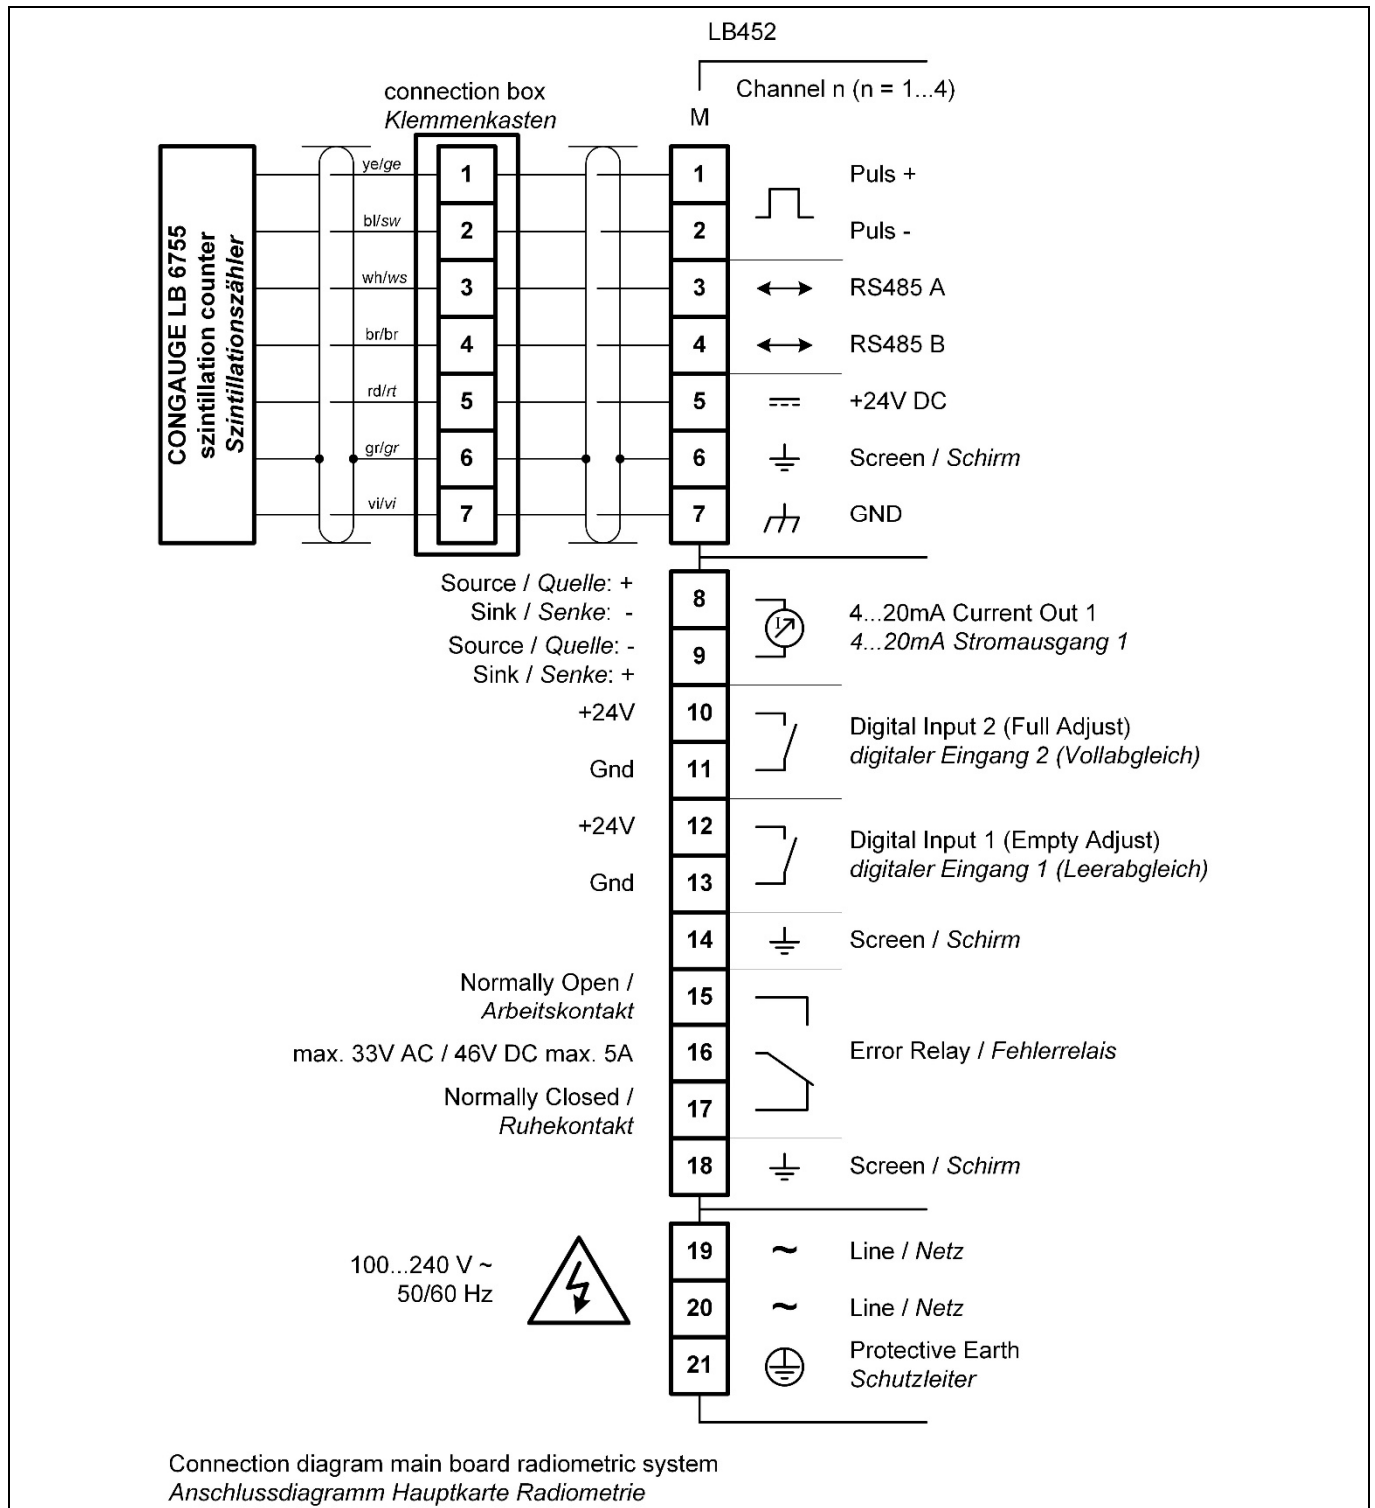 LB452
Channel n (n = 1...4)
connection box
Klemmenkasten
M
CONGAUGE LB 6755
szintillation counter
Szintillationszähler
ye/ge
1
1
Puls +
bl/sw
2
2
Puls -
wh/ws
3
3
RS485 A
br/br
4
4
RS485 B
rd/rt
5
5
+24V DC
gr/gr
6
6
Screen / Schirm
vi/vi
7
7
GND
Source / Quelle: +
Sink / Senke: -
8
Source / Quelle: -
Sink / Senke: +
9
I
4...20mA Current Out 1
4...20mA Stromausgang 1
+24V
10
Gnd
11
Digital Input 2 (Full Adjust)
digitaler Eingang 2 (Vollabgleich)
+24V
12
Gnd
13
Digital Input 1 (Empty Adjust)
digitaler Eingang 1 (Leerabgleich)
14
Screen / Schirm
Normally Open /
Arbeitskontakt
15
max. 33V AC / 46V DC max. 5A
16
Error Relay / Fehlerrelais
Normally Closed /
Ruhekontakt
17
18
Screen / Schirm
100...240 V ~
50/60 Hz
19
~
Line / Netz
20
~
Line / Netz
21
Protective Earth
Schutzleiter
Connection diagram main board radiometric system
Anschlussdiagramm Hauptkarte Radiometrie